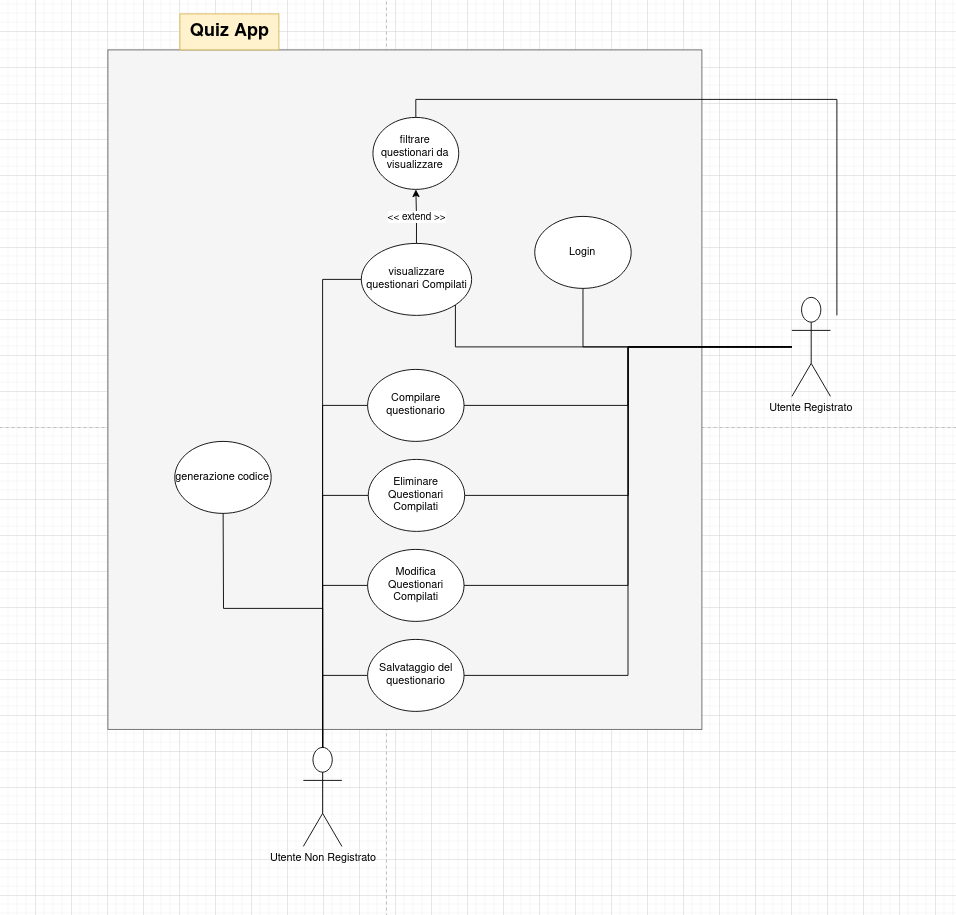 Quiz App
filtrare
questionari da
visualizzare
<< extend >>
visualizzare
questionari Compilati
Login
Utente Registrato
Compilare
questionario
generazione codice
Eliminare
Questionari
Compilati
Modifica
Questionari
Compilati
Salvataggio del
questionario
Utente Non Registrato